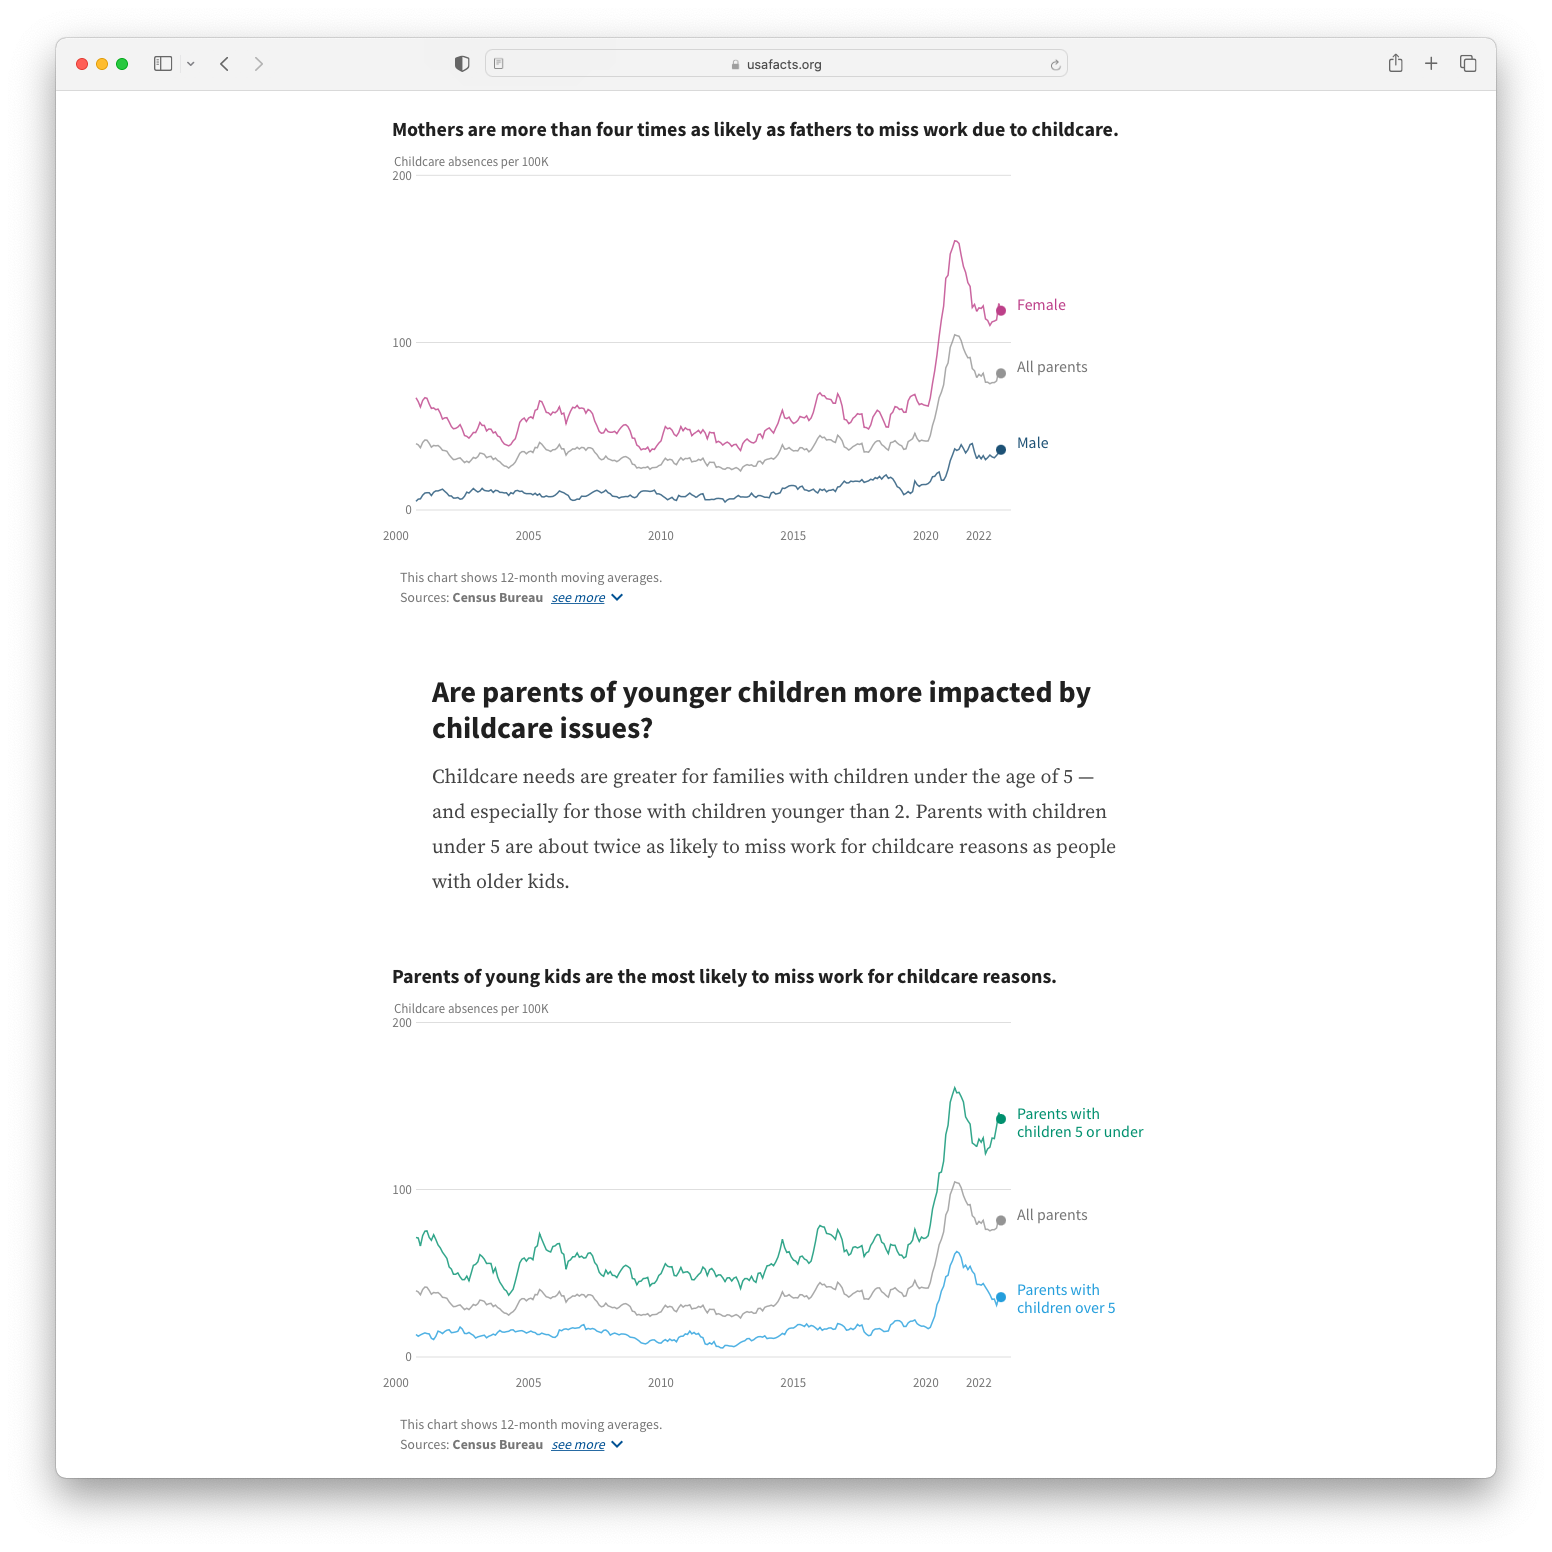 usafacts.org
Mothers are more than four times as likely as fathers to miss work due to childcare.
Childcare absences per 100K
200
Female
100
All parents
Male
0
2000 2005 2010 2015 2020 2022
This chart shows 12-month moving averages.
Sources: Census Bureau see more
Are parents of younger children more impacted by
childcare issues?
Childcare needs are greater for families with children under the age of 5 —
and especially for those with children younger than 2. Parents with children
under 5 are about twice as likely to miss work for childcare reasons as people
with older kids.
Parents of young kids are the most likely to miss work for childcare reasons.
Childcare absences per 100K
200
Parents with
children 5 or under
100
All parents
Parents with
children over 5
0
2000 2005 2010 2015 2020 2022
This chart shows 12-month moving averages.
Sources: Census Bureau see more